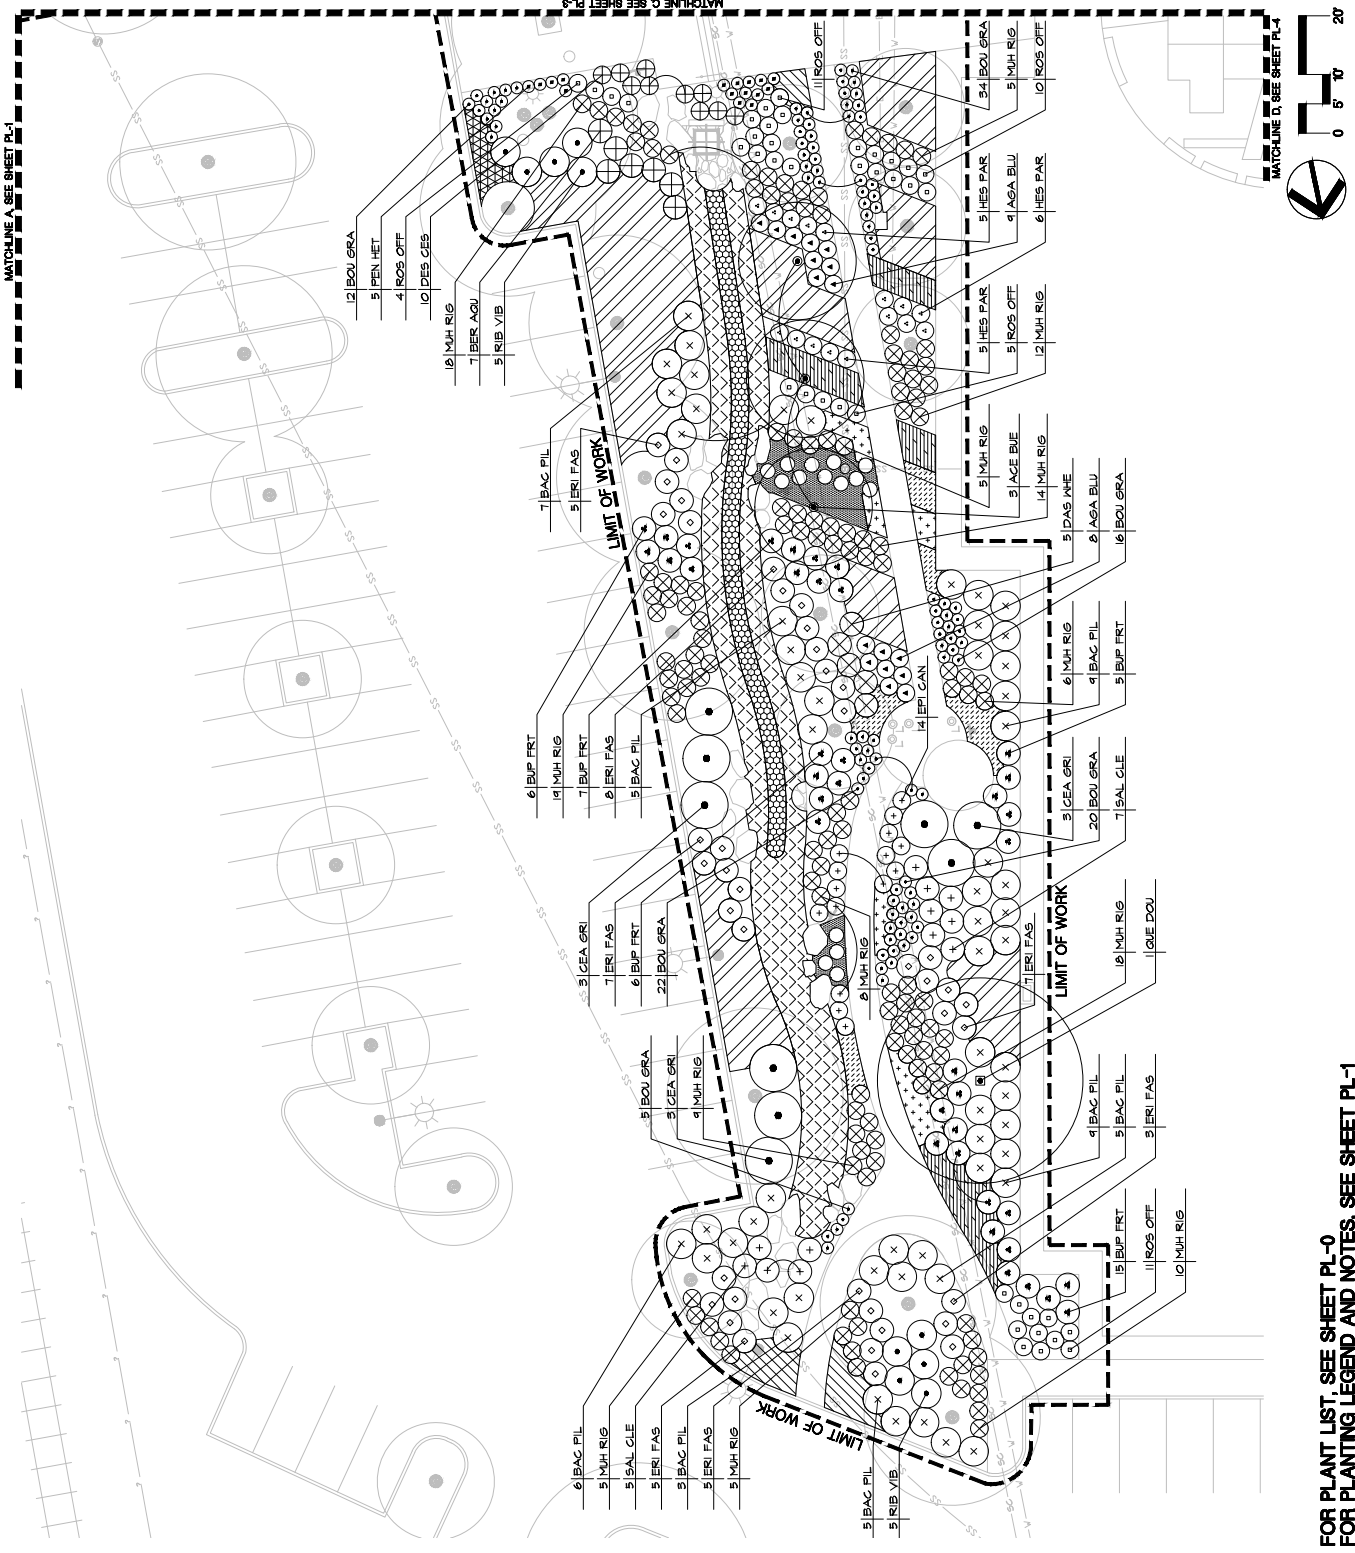 MATCHLINE C, SEE SHEET PL-3
MATCHLINE A, SEE SHEET PL-1
MATCHLINE D, SEE SHEET PL-4
0 5' 10' 20'
11 ROS OFF
34 BOU GRA
5 MUH RIG
10 ROS OFF
5 HES PAR
9 AGA BLU
6 HES PAR
12 BOU GRA
5 PEN HET
4 ROS OFF
10 DES CES
18 MUH RIG
7 BER AQU
5 RIB VIB
5 HES PAR
5 ROS OFF
12 MUH RIG
7 BAC PIL
5 ERI FAS
LIMIT OF WORK
5 MUH RIG
3 ACE BUE
14 MUH RIG
5 DAS WHE
8 AGA BLU
16 BOU GRA
6 MUH RIG
9 BAC PIL
5 BUP FRT
14 EPI CAN
6 BUP FRT
19 MUH RIG
7 BUP FRT
8 ERI FAS
5 BAC PIL
3 CEA GRI
20 BOU GRA
7 SAL CLE
3 CEA GRI
7 ERI FAS
6 BUP FRT
22 BOU GRA
8 MUH RIG
7 ERI FAS
LIMIT OF WORK
18 MUH RIG
1 QUE DOU
5 BOU GRA
3 CEA GRI
9 MUH RIG
9 BAC PIL
5 BAC PIL
3 ERI FAS
15 BUP FRT
11 ROS OFF
10 MUH RIG
LIMIT OF WORK
6 BAC PIL
5 MUH RIG
5 SAL CLE
5 ERI FAS
3 BAC PIL
5 ERI FAS
5 MUH RIG
5 BAC PIL
5 RIB VIB
FOR PLANT LIST, SEE SHEET PL-0
FOR PLANTING LEGEND AND NOTES, SEE SHEET PL-1